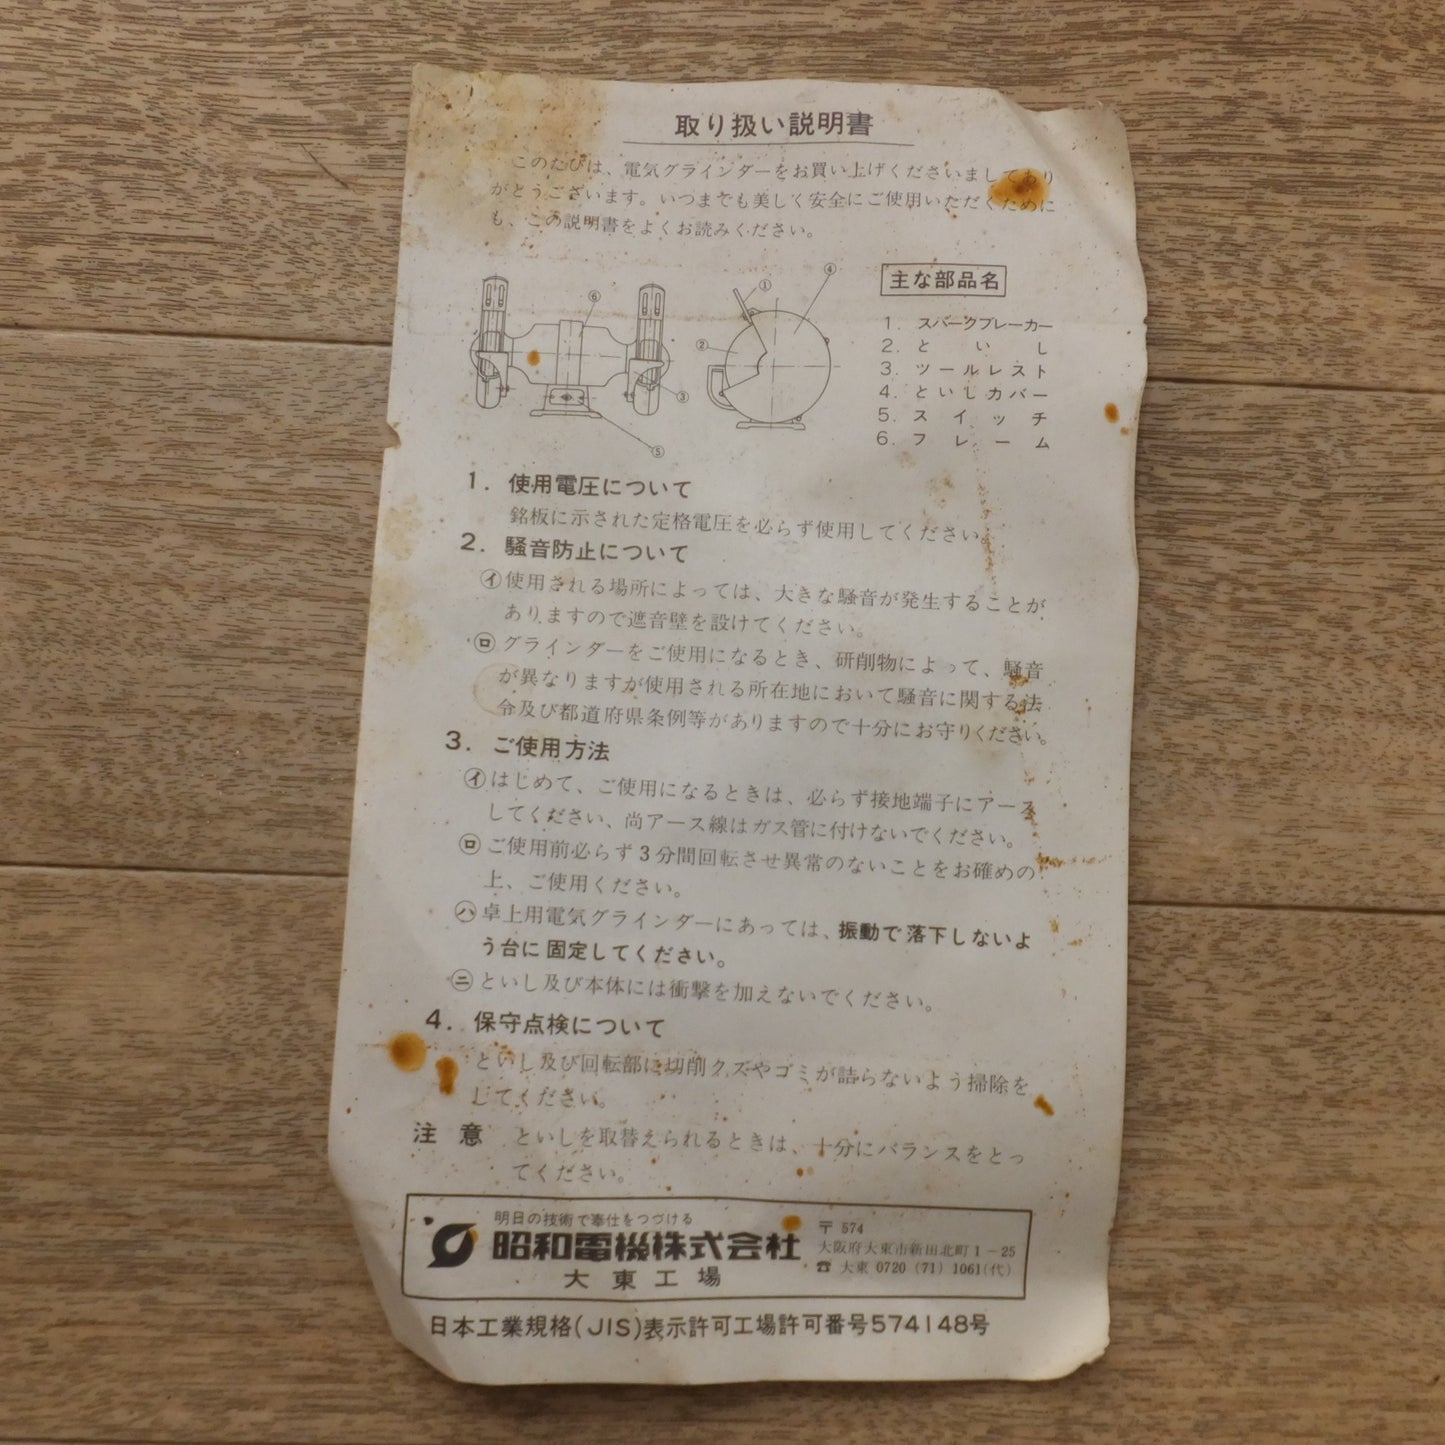 取り扱い説明書
このたびは、電気グラインダーをお買い上げくださいましてあり
がとうございます。いつまでも美しく安全にご使用いただくために
も、この説明書をよくお読みください。
⑥
①
④
②
③
⑤
主な部品名
1. スパークブレーカー
2. といし
3. ツールレスト
4. といしカバー
5. スイッチ
6. フレーム
1. 使用電圧について
銘板に示された定格電圧を必らず使用してください。
2. 騒音防止について
㋑使用される場所によっては、大きな騒音が発生することが
ありますので遮音壁を設けてください。
㋺グラインダーをご使用になるとき、研削物によって、騒音
が異なりますが使用される所在地において騒音に関する法
令及び都道府県条例等がありますので十分にお守りください。
3. ご使用方法
㋑はじめて、ご使用になるときは、必らず接地端子にアース
してください、尚アース線はガス管に付けないでください。
㋺ご使用前必らず3分間回転させ異常のないことをお確めの
上、ご使用ください。
㋩卓上用電気グラインダーにあっては、振動で落下しないよ
う台に固定してください。
㋥といし及び本体には衝撃を加えないでください。
4. 保守点検について
といし及び回転部に切削クズやゴミが詰らないよう掃除を
してください。
注意 といしを取替えられるときは、十分にバランスをとっ
てください。
明日の技術で奉仕をつづける
昭和電機株式会社
大東工場
〒574
大阪府大東市新田北町1-25
☎ 大東 0720 (71) 1061(代)
日本工業規格(JIS)表示許可工場許可番号574148号